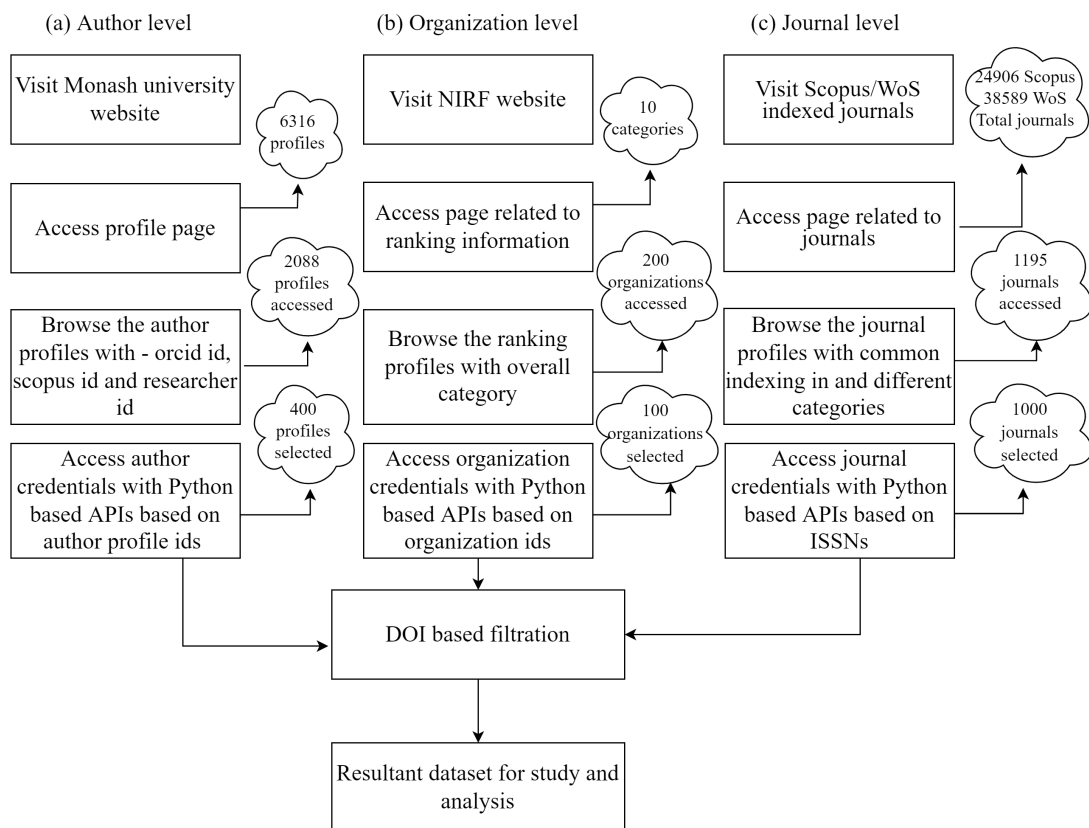 (a) Author level
(b) Organization level
(c) Journal level
Visit Monash university
website
6316
profiles
Visit NIRF website
10
categories
Visit Scopus/WoS
indexed journals
24906 Scopus
38589 WoS
Total journals
Access profile page
2088
profiles
accessed
Access page related to
ranking information
200
organizations
accessed
Access page related to
journals
1195
journals
accessed
Browse the author
profiles with - orcid id,
scopus id and researcher
id
400
profiles
selected
Browse the ranking
profiles with overall
category
100
organizations
selected
Browse the journal
profiles with common
indexing in and different
categories
1000
journals
selected
Access author
credentials with Python
based APIs based on
author profile ids
Access organization
credentials with Python
based APIs based on
organization ids
Access journal
credentials with Python
based APIs based on
ISSNs
DOI based filtration
Resultant dataset for study and
analysis